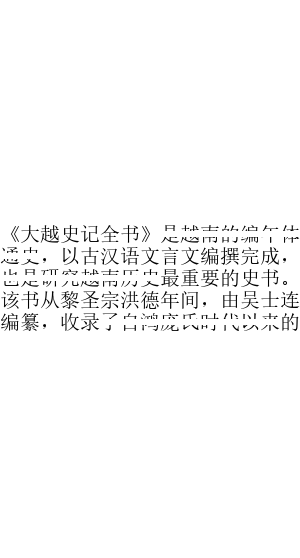 《大越史记全书》是越南的编年体
通史，以古汉语文言文编撰完成，
也是研究越南历史最重要的史书。
该书从黎圣宗洪德年间，由吴士连
编纂，收录了自鸿庞氏时代以来的